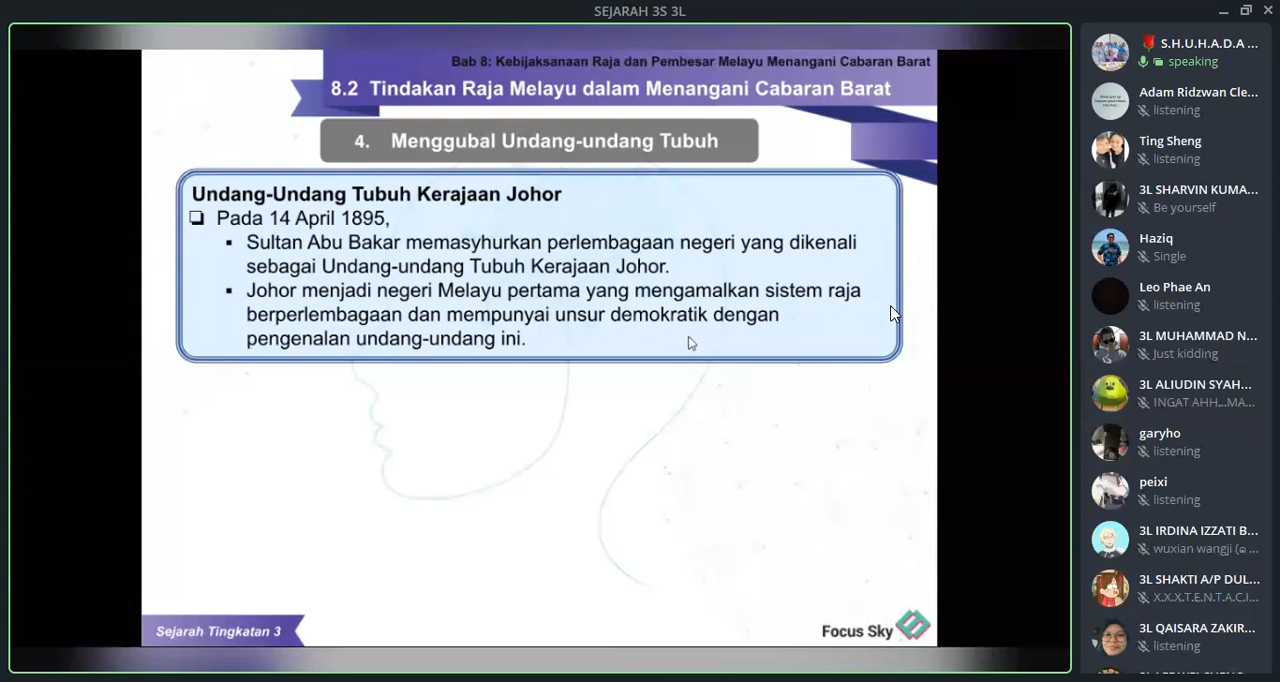 SEJARAH 3S 3L
Bab 8: Kebijaksanaan Raja dan Pembesar Melayu Menangani Cabaran Barat
8.2 Tindakan Raja Melayu dalam Menangani Cabaran Barat
4. Menggubal Undang-undang Tubuh
Undang-Undang Tubuh Kerajaan Johor
Pada 14 April 1895,
Sultan Abu Bakar memasyhurkan perlembagaan negeri yang dikenali
sebagai Undang-undang Tubuh Kerajaan Johor.
Johor menjadi negeri Melayu pertama yang mengamalkan sistem raja
berperlembagaan dan mempunyai unsur demokratik dengan
pengenalan undang-undang ini.
Sejarah Tingkatan 3
Focus Sky
S.H.U.H.A.D.A ...
speaking
Adam Ridzwan Cle...
listening
Ting Sheng
listening
3L SHARVIN KUMA...
Be yourself
Haziq
Single
Leo Phae An
listening
3L MUHAMMAD N...
Just kidding
3L ALIUDIN SYAH...
INGAT AHH...MA...
garyho
listening
peixi
listening
3L IRDINA IZZATI B...
wuxian wangji (๑ ...
3L SHAKTI A/P DUL...
X.X.X.T.E.N.T.A.C.I...
3L QAISARA ZAKIR...
listening